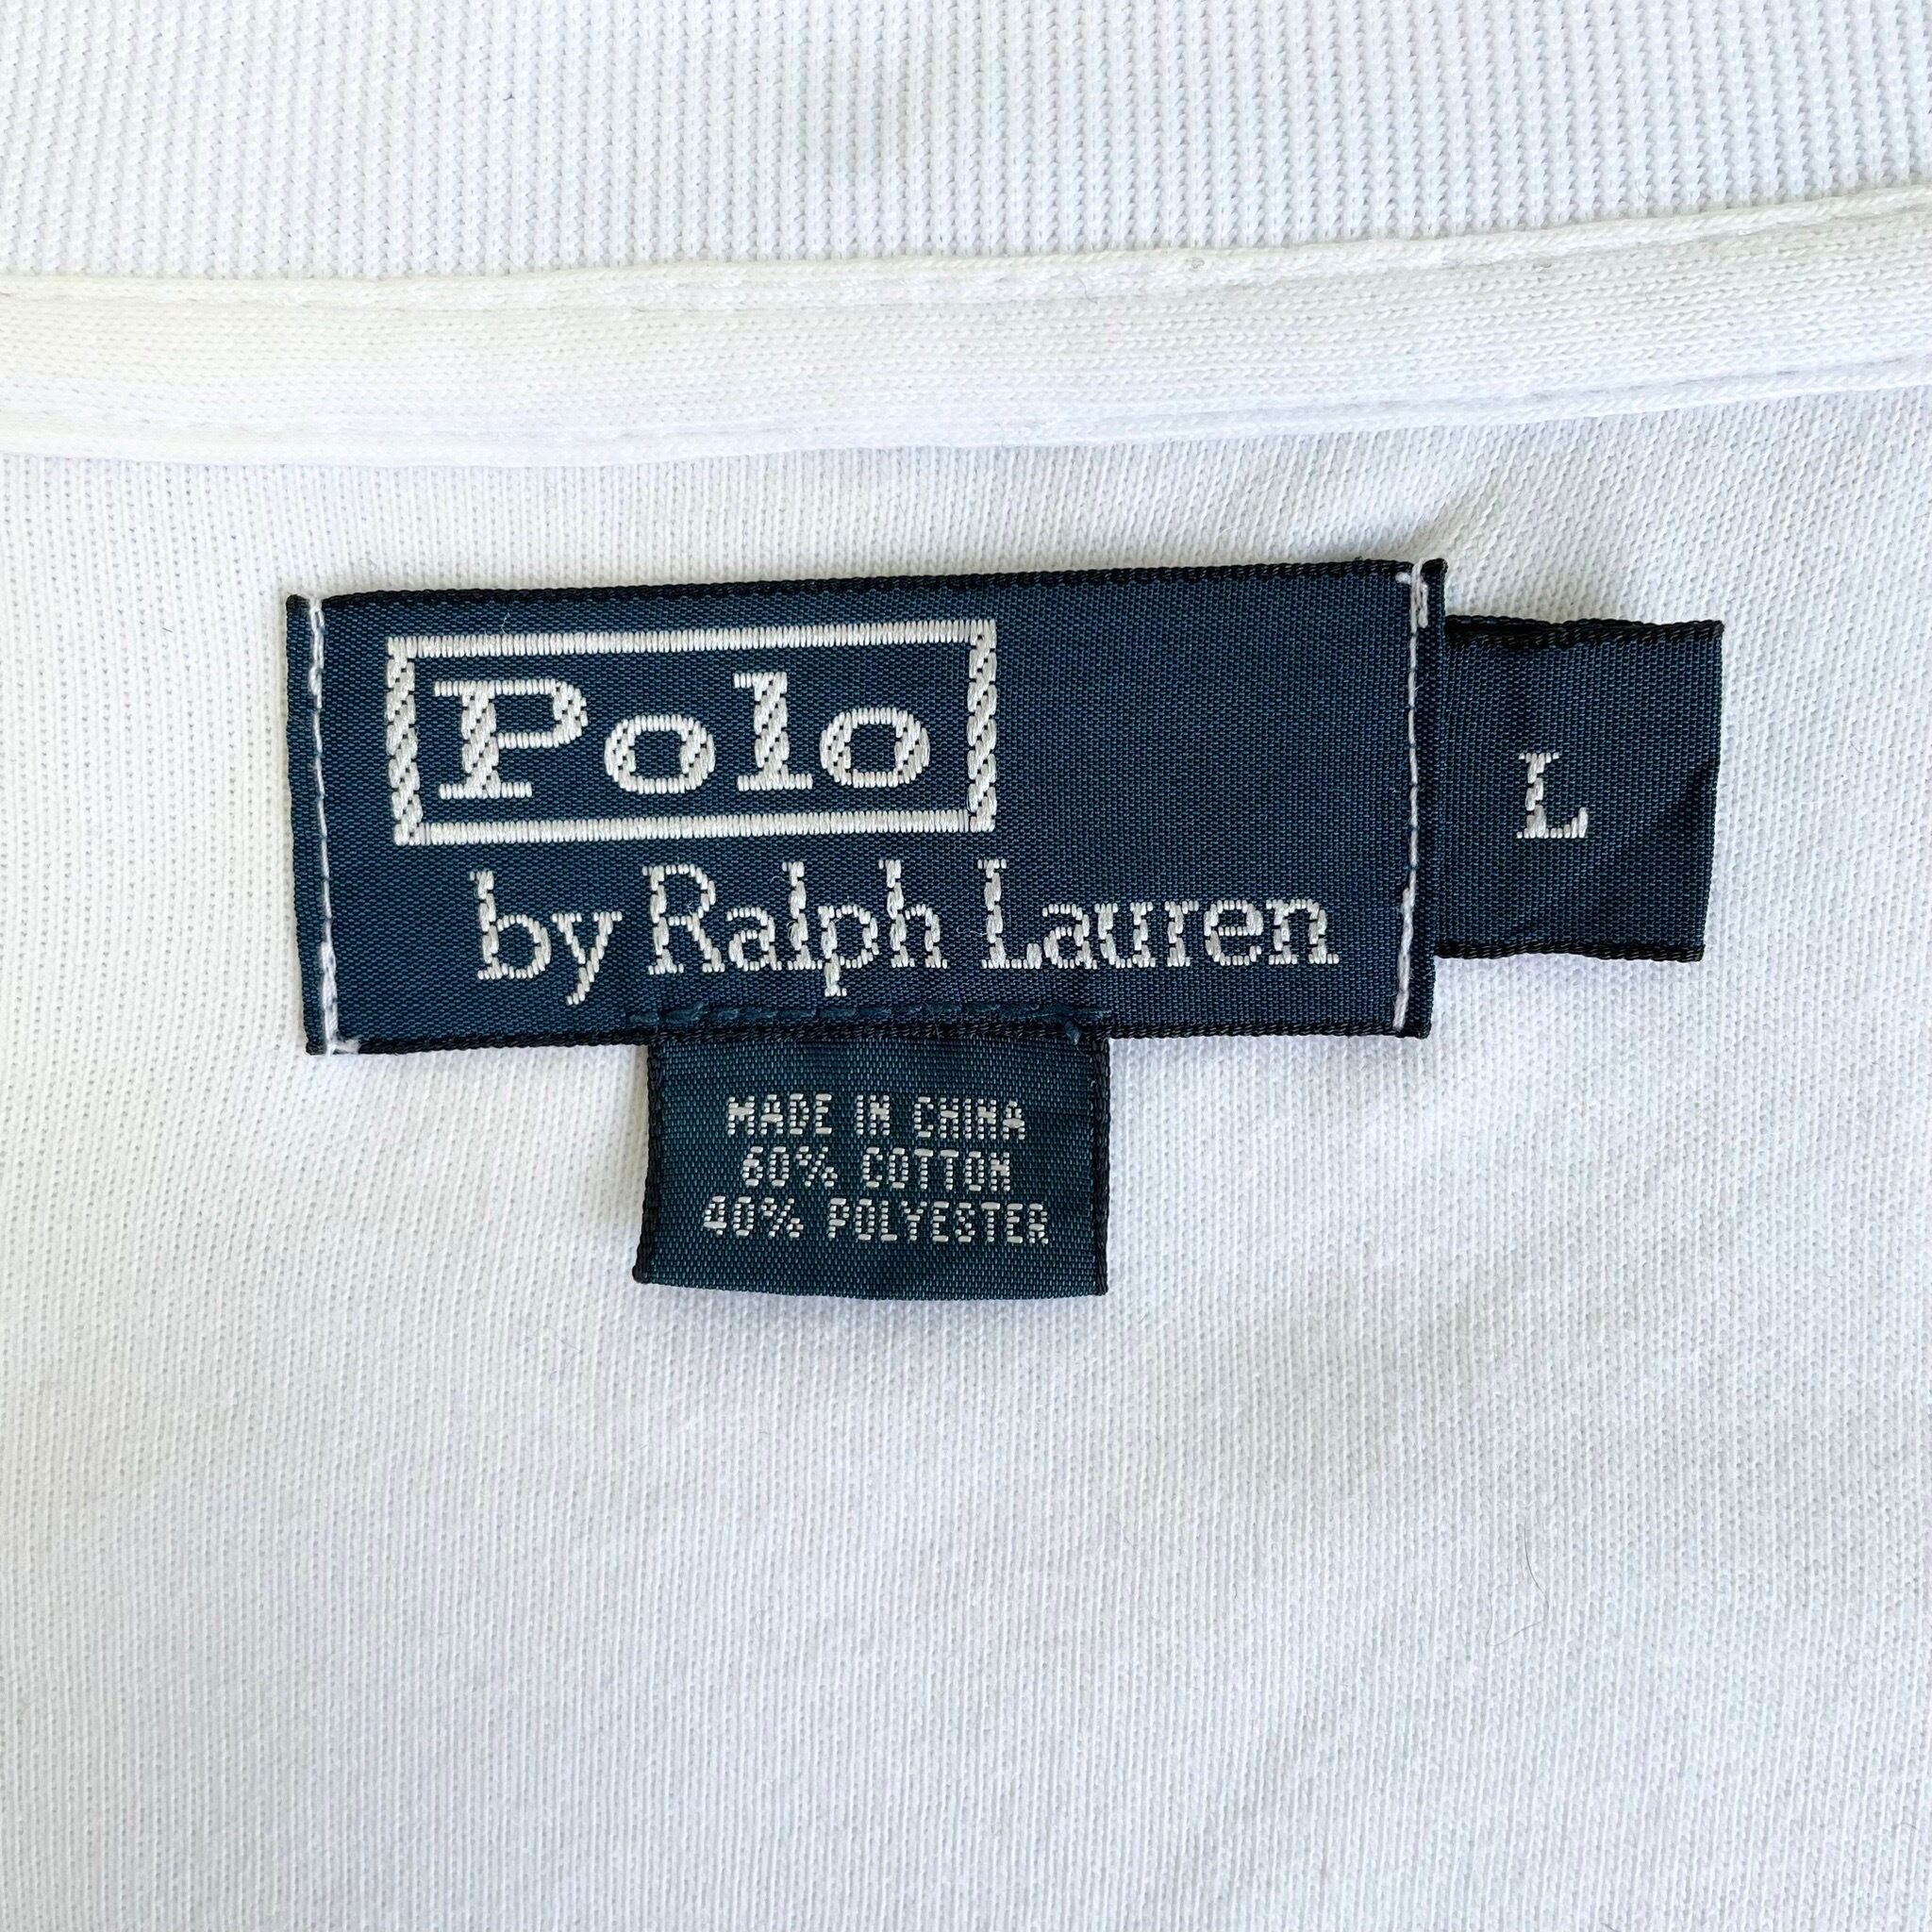 Polo
by Ralph Lauren
L
MADE IN CHINA
60% COTTON
40% POLYESTER